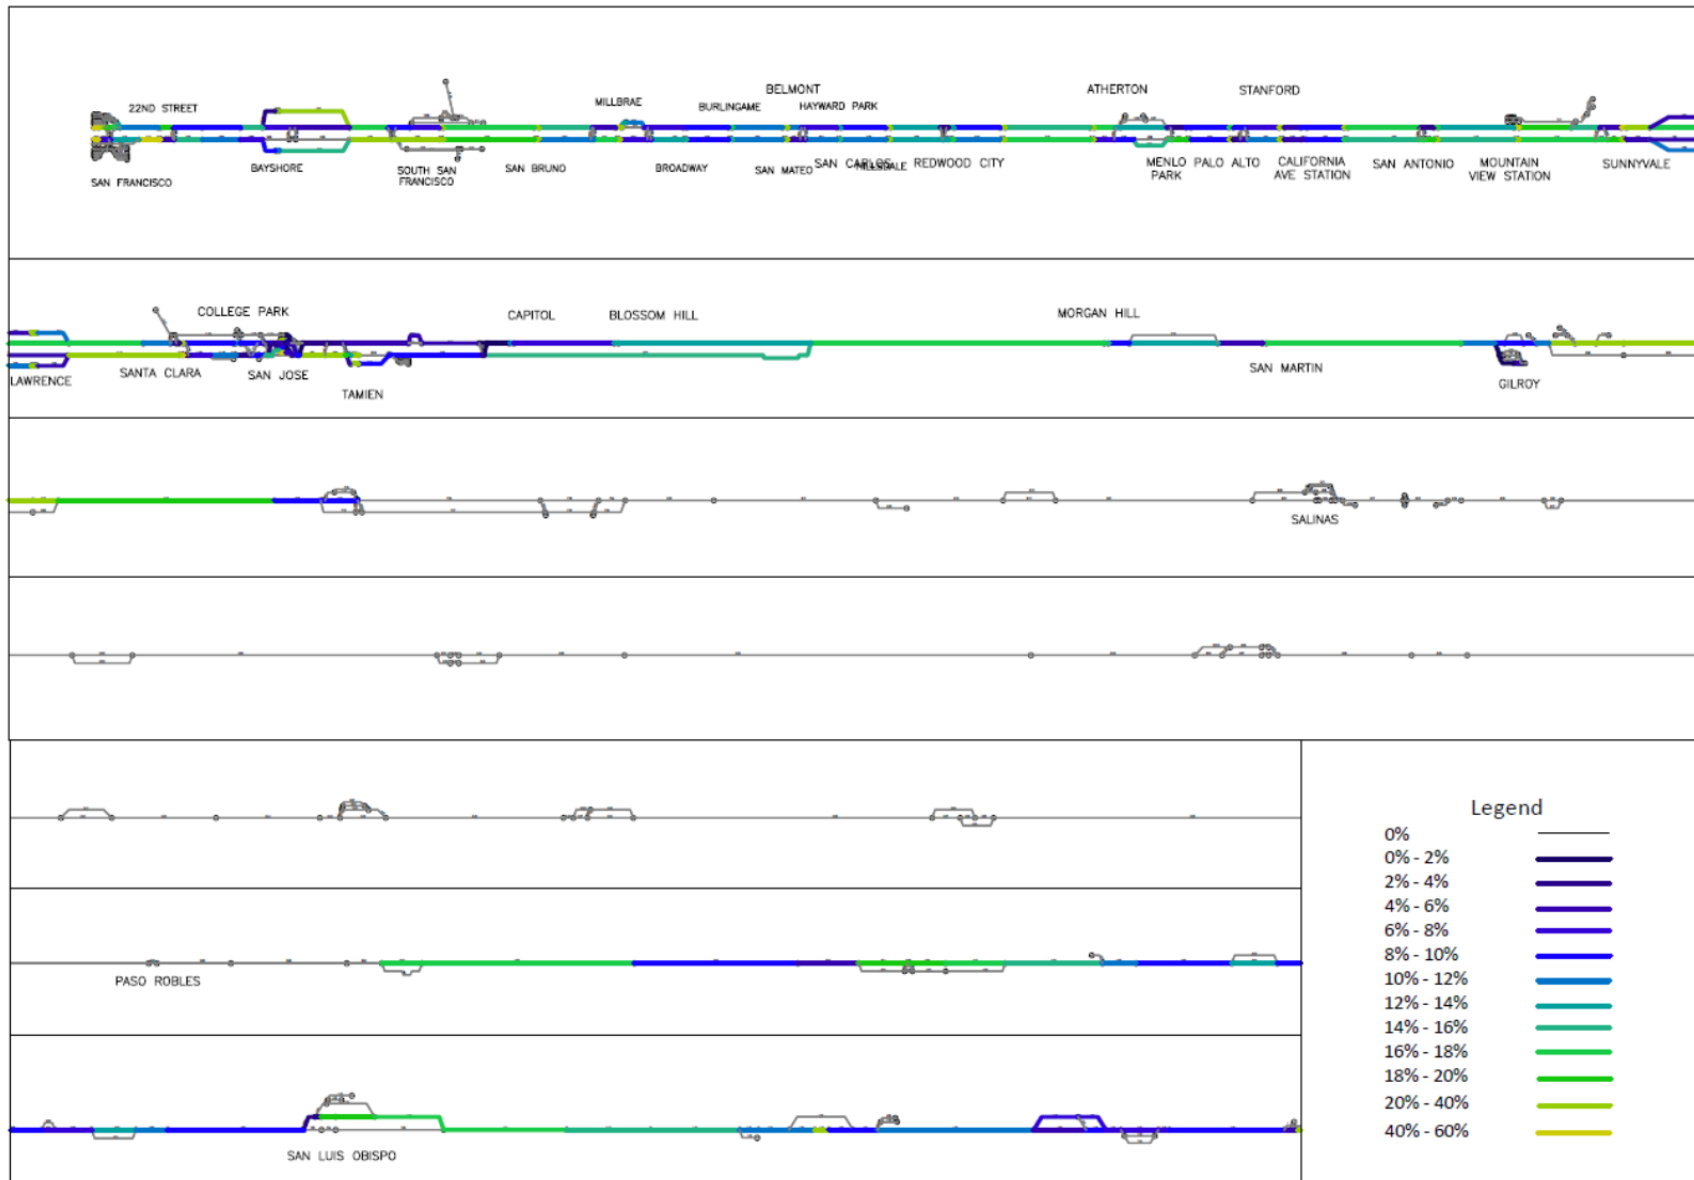 BELMONT
ATHERTON
STANFORD
22ND STREET
MILLBRAE
BURLINGAME
HAYWARD PARK
SAN FRANCISCO
BAYSHORE
SOUTH SAN
FRANCISCO
SAN BRUNO
BROADWAY
SAN MATEO
SAN CARLOS
HILLSDALE
REDWOOD CITY
MENLO
PARK
PALO ALTO
CALIFORNIA
AVE STATION
SAN ANTONIO
MOUNTAIN
VIEW STATION
SUNNYVALE
COLLEGE PARK
CAPITOL
BLOSSOM HILL
MORGAN HILL
LAWRENCE
SANTA CLARA
SAN JOSE
TAMIEN
SAN MARTIN
GILROY
SALINAS
PASO ROBLES
SAN LUIS OBISPO
Legend
0%
0% - 2%
2% - 4%
4% - 6%
6% - 8%
8% - 10%
10% - 12%
12% - 14%
14% - 16%
16% - 18%
18% - 20%
20% - 40%
40% - 60%